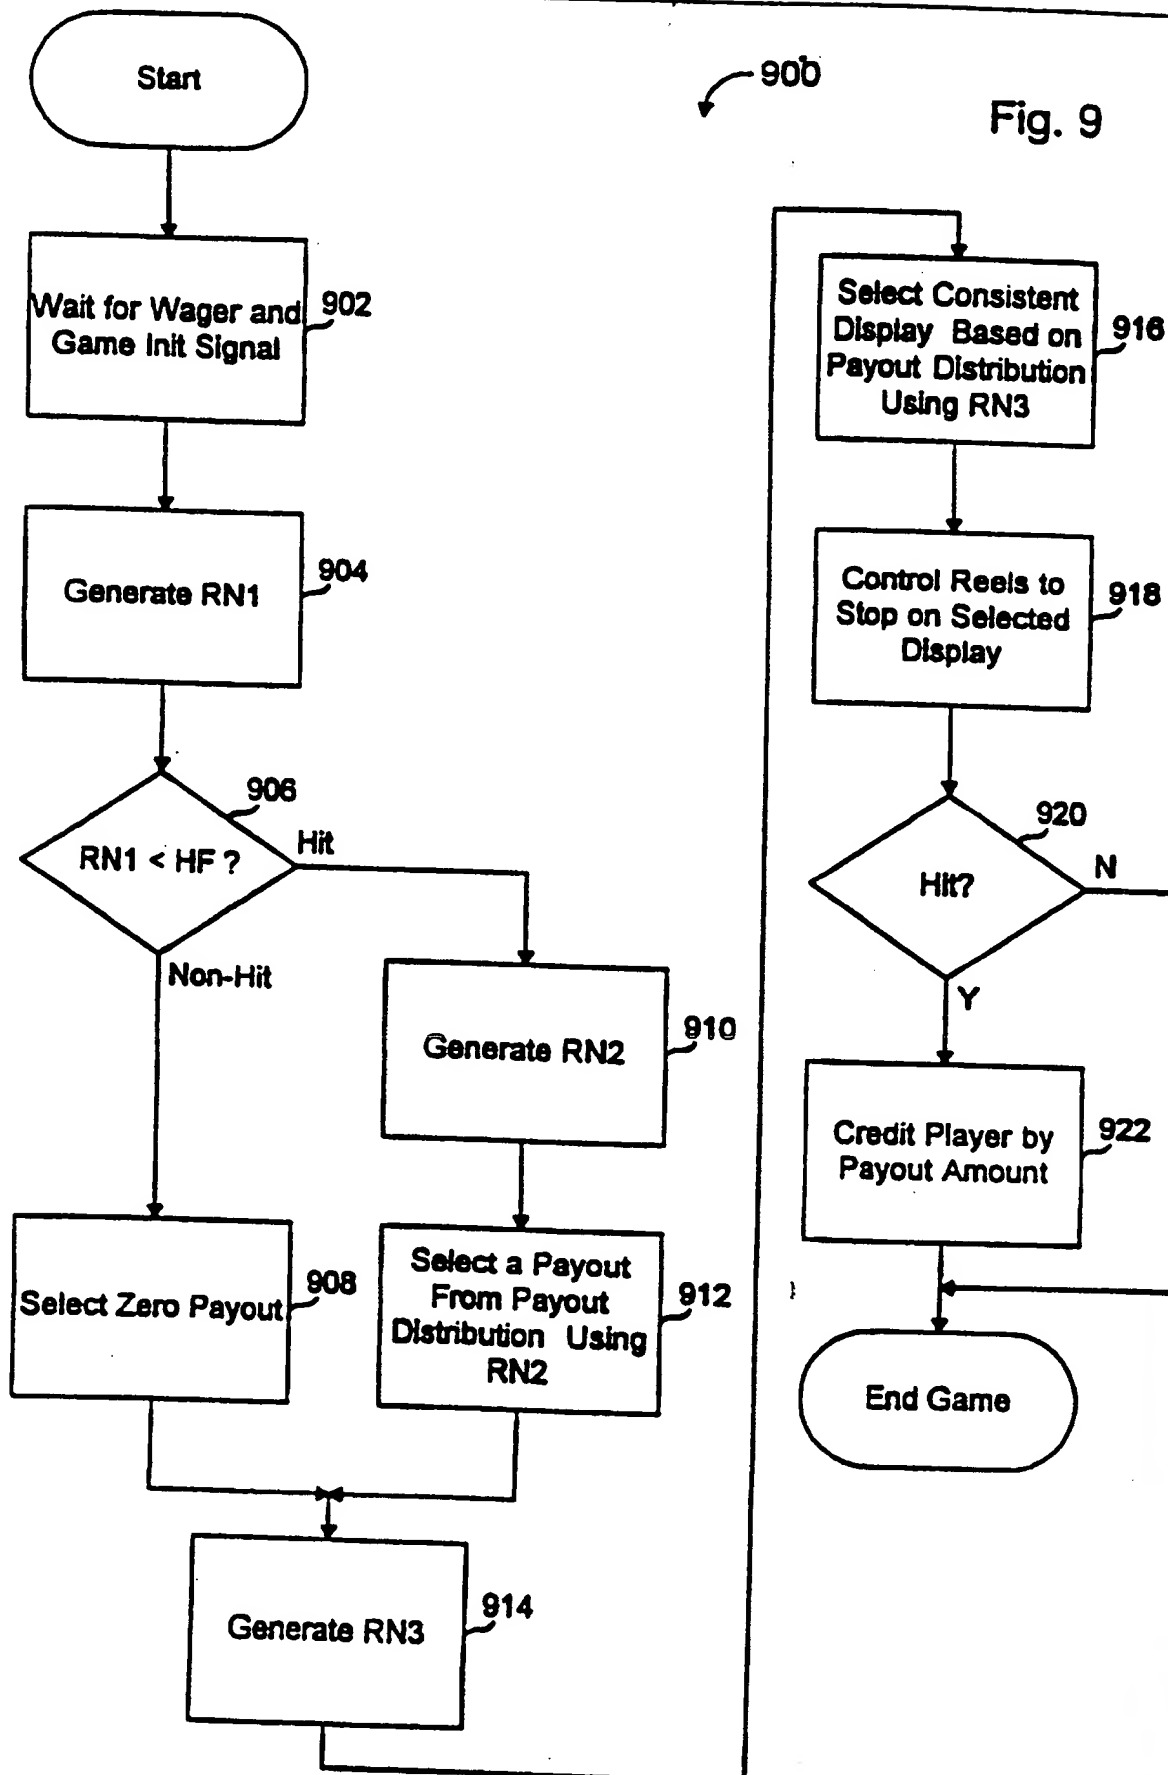 Start
900
Fig. 9
Wait for Wager and
Game Init Signal
902
Generate RN1
904
RN1 < HF ?
906
Hit
Non-Hit
Generate RN2
910
Select Zero Payout
908
Select a Payout
From Payout
Distribution Using
RN2
912
Generate RN3
914
Select Consistent
Display Based on
Payout Distribution
Using RN3
916
Control Reels to
Stop on Selected
Display
918
Hit?
920
N
Y
Credit Player by
Payout Amount
922
End Game